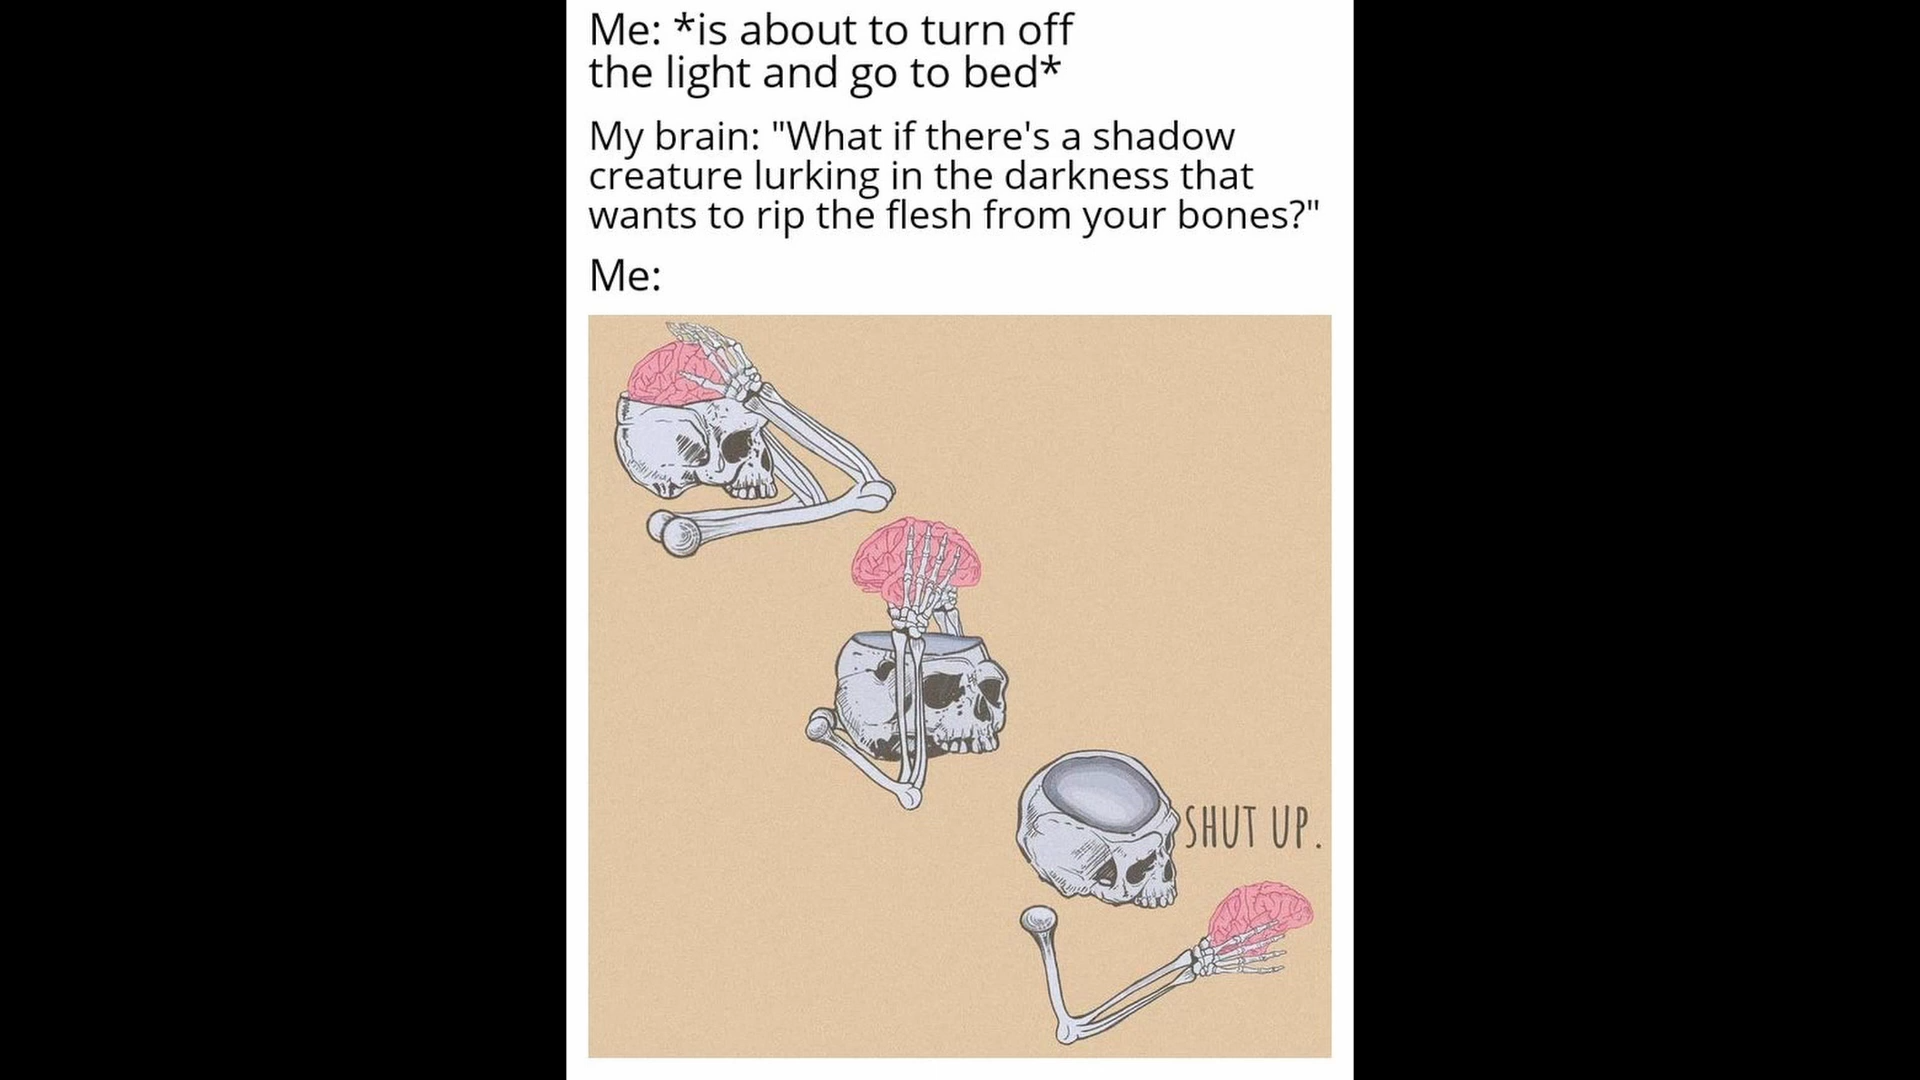 Me: *is about to turn off
the light and go to bed*
My brain: "What if there's a shadow
creature lurking in the darkness that
wants to rip the flesh from your bones?"
Me:
SHUT UP.